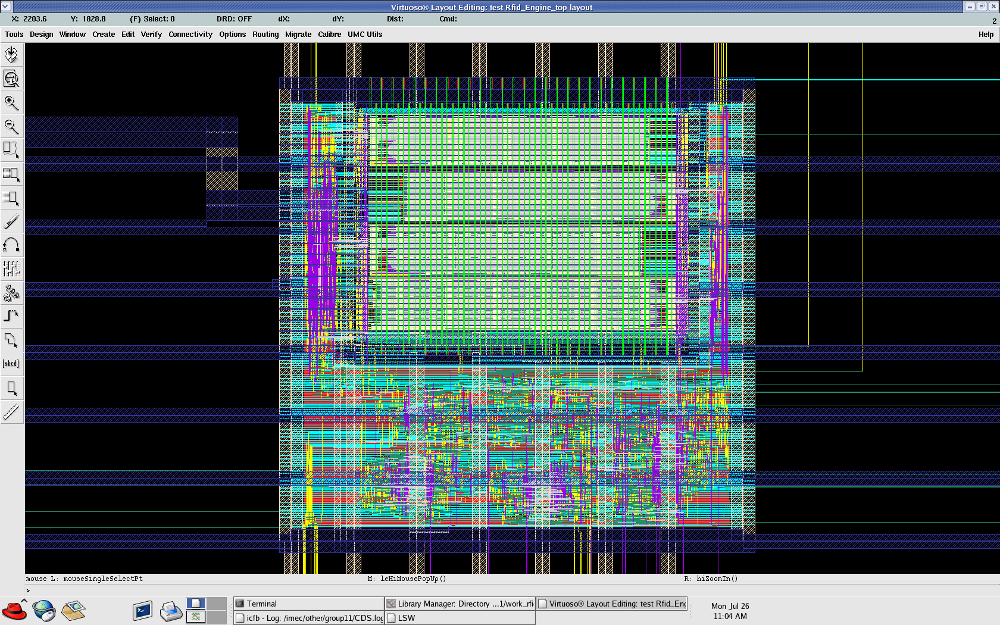 Virtuoso® Layout Editing: test Rfid_Engine_top layout
X: 2203.6 Y: 1828.8 (F) Select: 0 DRD: OFF dX: dY: Dist: Cmd:
2
Tools Design Window Create Edit Verify Connectivity Options Routing Migrate Calibre UMC Utils Help
[abcd]
mouse L: mouseSingleSelectPt M: leHiMousePopUp() R: hiZoomIn()
>
Terminal Library Manager: Directory ...1/work_rfi Virtuoso® Layout Editing: test Rfid_Eng
icfb - Log: /imec/other/group11/CDS.log LSW
Mon Jul 26
11:04 AM